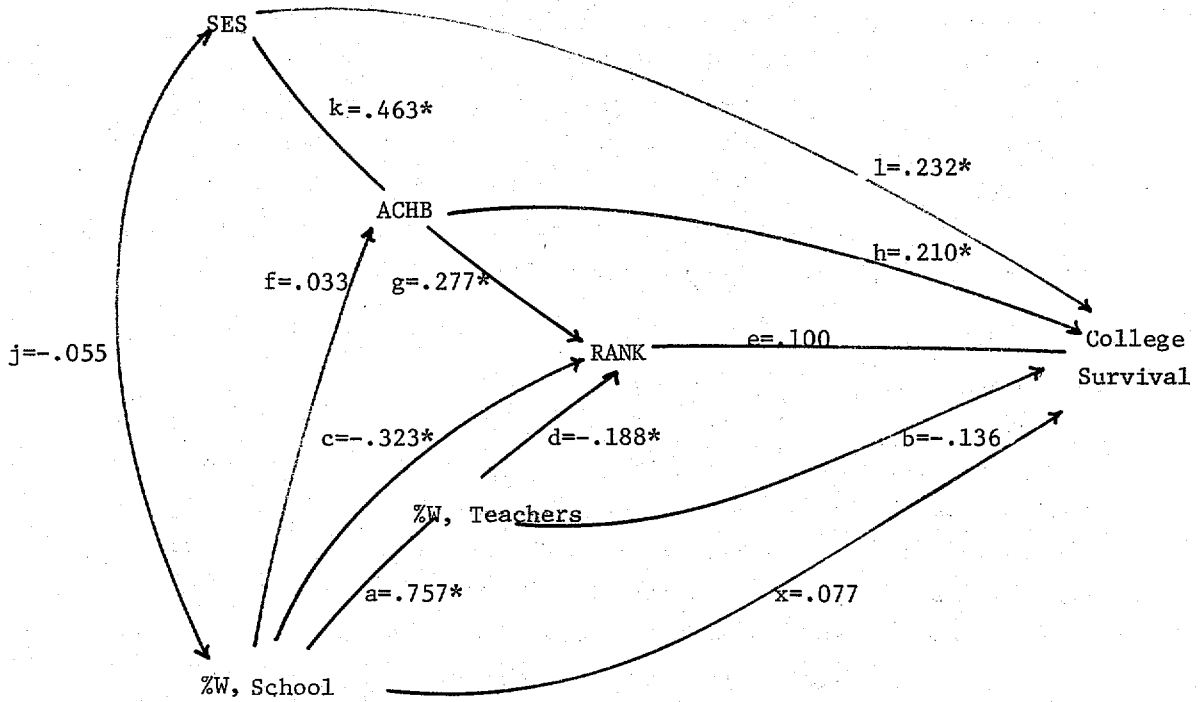 SES
k=.463*
l=.232*
ACHB
h=.210*
f=.033
g=.277*
j=-.055
RANK
e=.100
College
Survival
c=-.323*
d=-.188*
b=-.136
%W, Teachers
a=.757*
x=.077
%W, School